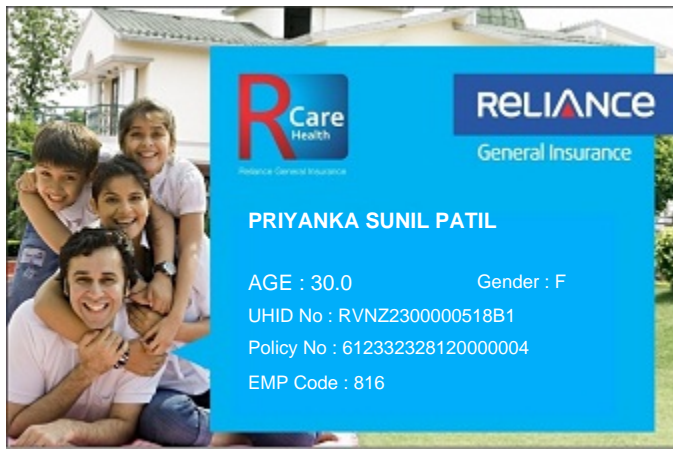 R Care
Health
Reliance General Insurance
RELIANCE
General Insurance
PRIYANKA SUNIL PATIL
AGE : 30.0 Gender : F
UHID No : RVNZ2300000518B1
Policy No : 612332328120000004
EMP Code : 816